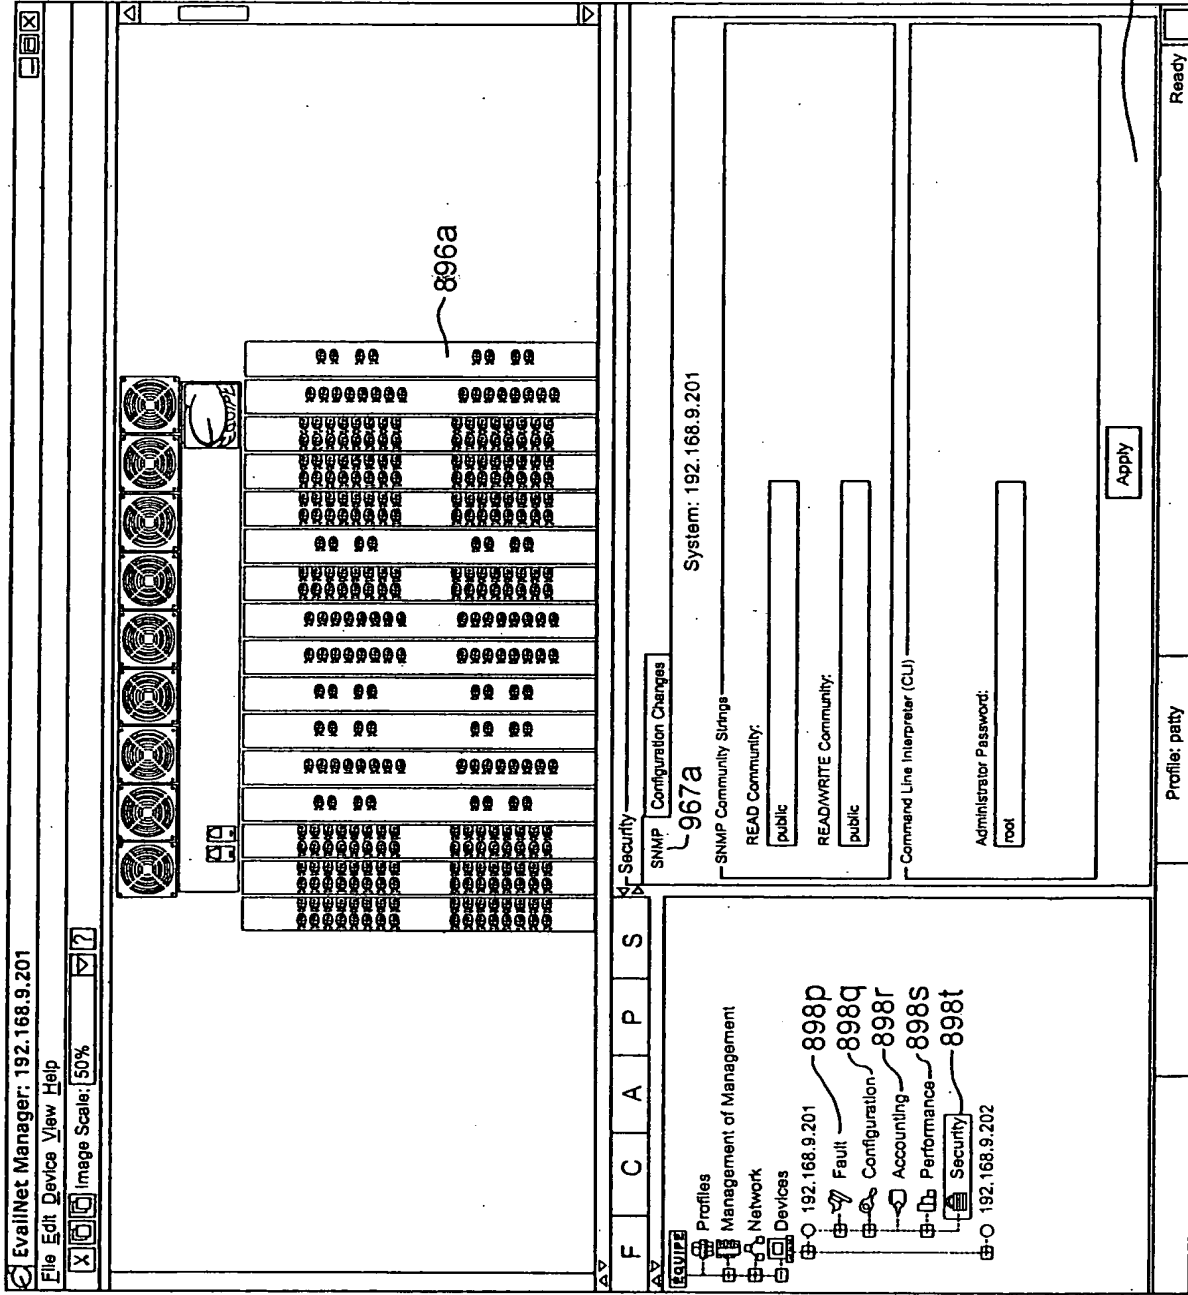 EvailNet Manager: 192.168.9.201
File Edit Device View Help
X Image Scale: 50% ?
EQUIPE
896a
F C A P S
EQUIPE
Profiles
Management of Management
Network
Devices
192.168.9.201 898p
Fault 898q
Configuration 898r
Accounting 898s
Performance 898t
Security
192.168.9.202
Security
SNMP Configuration Changes
967a
System: 192.168.9.201
SNMP Community Strings
READ Community:
public
READ/WRITE Community:
public
Command Line Interpreter (CLI)
Administrator Password:
root
Apply
Profile: patty
Ready